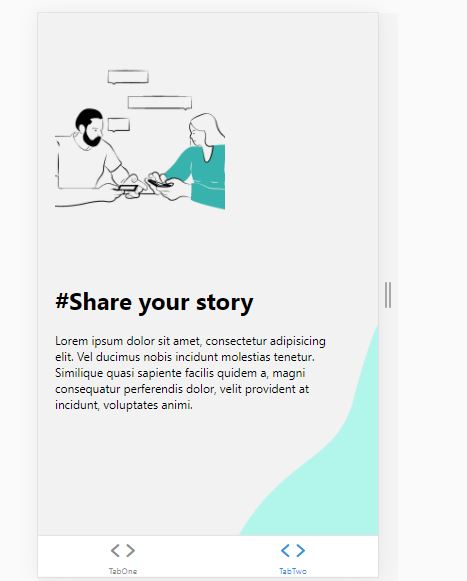 #Share your story
Lorem ipsum dolor sit amet, consectetur adipisicing
elit. Vel ducimus nobis incidunt molestias tenetur.
Similique quasi sapiente facilis quidem a, magni
consequatur perferendis dolor, velit provident at
incidunt, voluptates animi.
TabOne
TabTwo